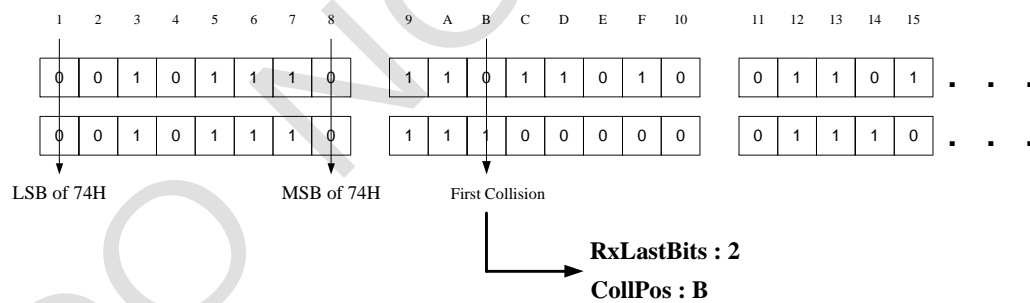 1 2 3 4 5 6 7 8 9 A B C D E F 10 11 12 13 14 15
0 0 1 0 1 1 1 0 1 1 0 1 1 0 1 0 0 1 1 0 1 . . .
0 0 1 0 1 1 1 0 1 1 1 0 0 0 0 0 0 1 1 1 0 . . .
LSB of 74H MSB of 74H First Collision
RxLastBits : 2
CollPos : B